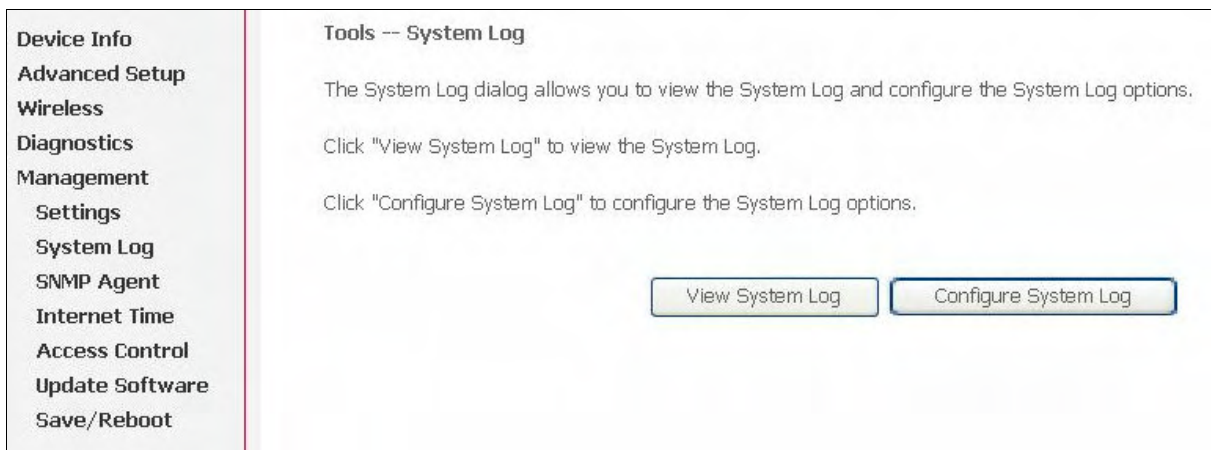 Device Info
Advanced Setup
Wireless
Diagnostics
Management
Settings
System Log
SNMP Agent
Internet Time
Access Control
Update Software
Save/Reboot
Tools -- System Log
The System Log dialog allows you to view the System Log and configure the System Log options.
Click "View System Log" to view the System Log.
Click "Configure System Log" to configure the System Log options.
View System Log
Configure System Log